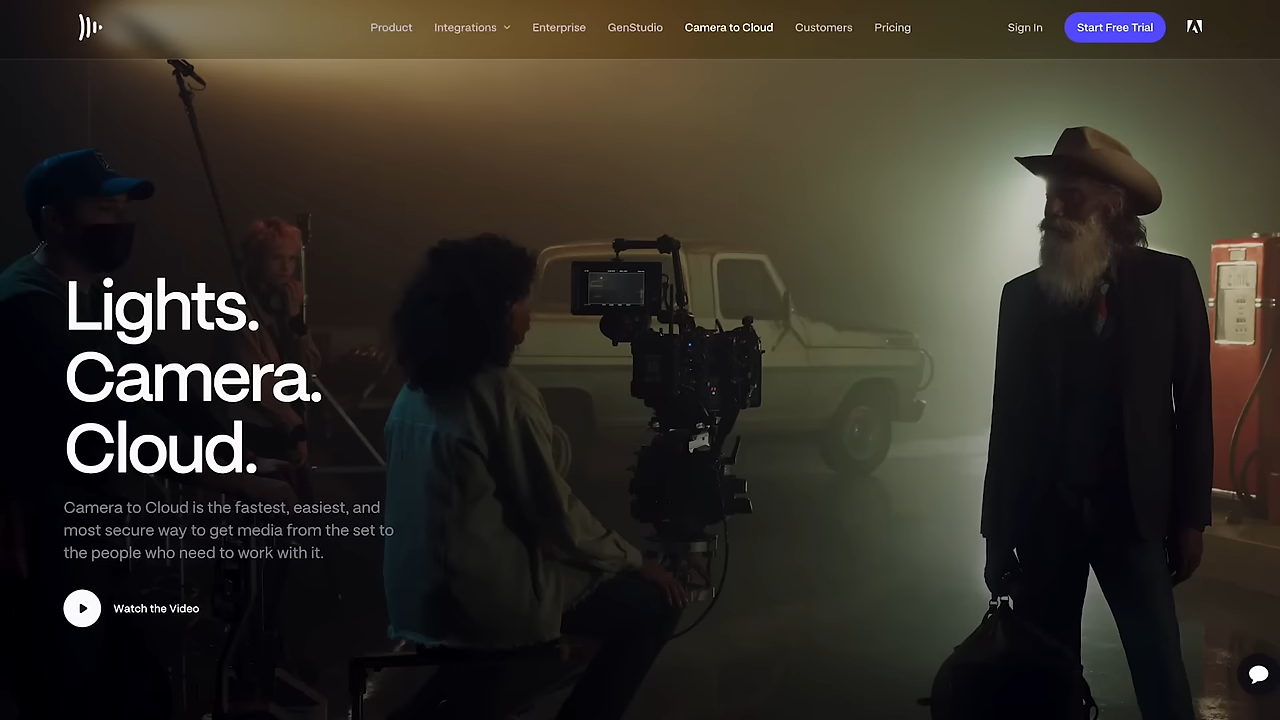 Product Integrations Enterprise GenStudio Camera to Cloud Customers Pricing Sign In Start Free Trial
Lights.
Camera.
Cloud.
Camera to Cloud is the fastest, easiest, and
most secure way to get media from the set to
the people who need to work with it.
Watch the Video